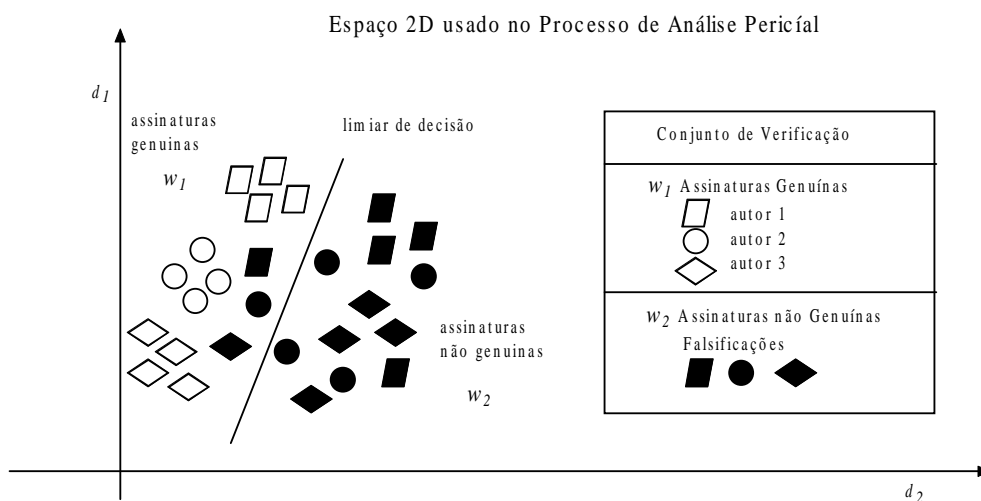 Espaço 2D usado no Processo de Análise Pericíal
d1
assinaturas
genuinas
w1
limiar de decisão
assinaturas
não genuinas
w2
d2
Conjunto de Verificação
w1 Assinaturas Genuínas
autor 1
autor 2
autor 3
w2 Assinaturas não Genuínas
Falsificações